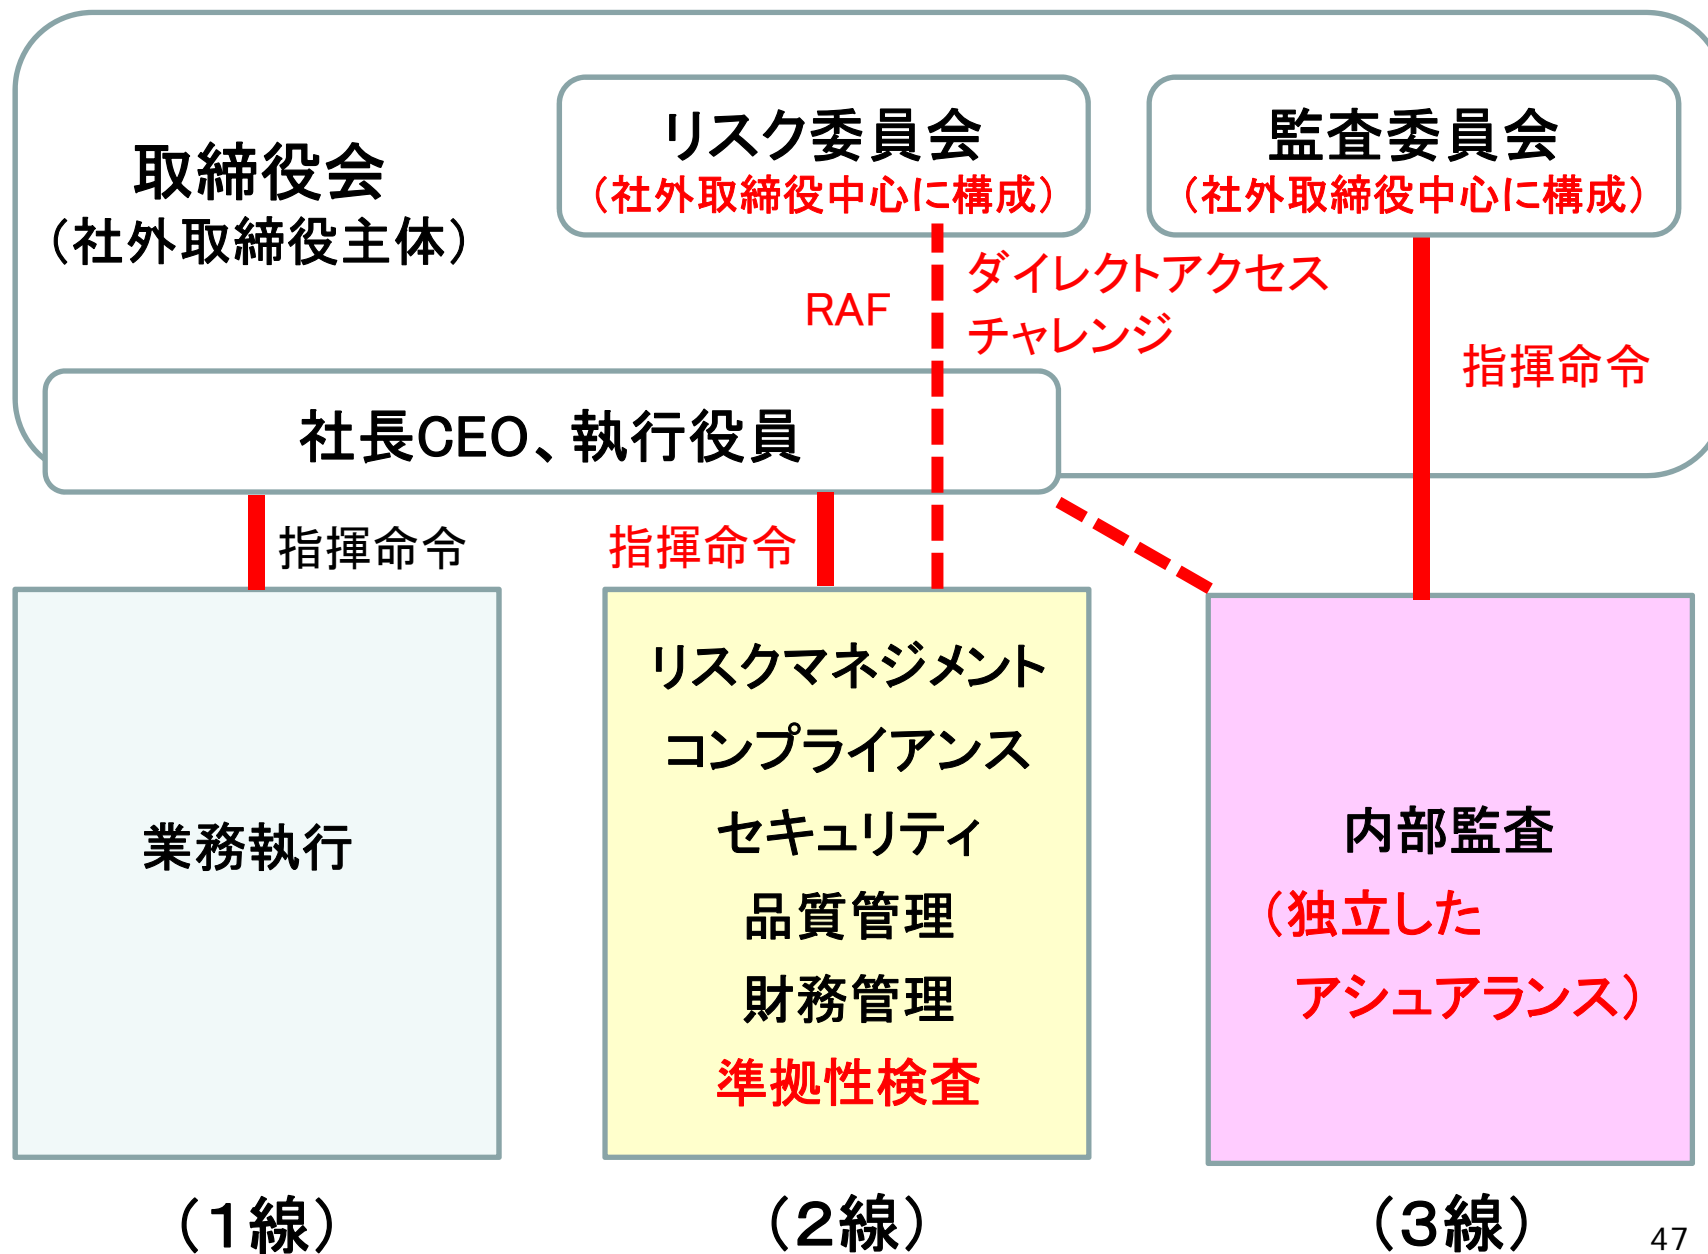 取締役会
（社外取締役主体）
リスク委員会
（社外取締役中心に構成）
監査委員会
（社外取締役中心に構成）
RAF
ダイレクトアクセス
チャレンジ
指揮命令
社長CEO、執行役員
指揮命令
指揮命令
業務執行
リスクマネジメント
コンプライアンス
セキュリティ
品質管理
財務管理
準拠性検査
内部監査
（独立した
アシュアランス）
（１線）
（２線）
（３線）
47